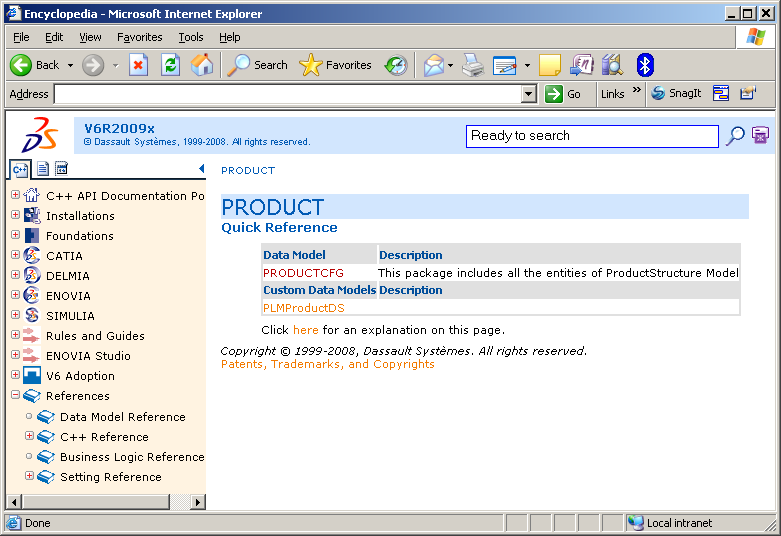 Encyclopedia - Microsoft Internet Explorer
File Edit View Favorites Tools Help
Back Search Favorites
Address Go Links » SnagIt
V6R2009x
© Dassault Systèmes, 1999-2008. All rights reserved.
Ready to search
C++
PRODUCT
C++ API Documentation Po
Installations
Foundations
CATIA
DELMIA
ENOVIA
SIMULIA
Rules and Guides
ENOVIA Studio
V6 Adoption
References
Data Model Reference
C++ Reference
Business Logic Reference
Setting Reference
PRODUCT
Quick Reference
Data Model Description
PRODUCTCFG This package includes all the entities of ProductStructure Model
Custom Data Models Description
PLMProductDS
Click here for an explanation on this page.
Copyright © 1999-2008, Dassault Systèmes. All rights reserved.
Patents, Trademarks, and Copyrights
Done Local intranet